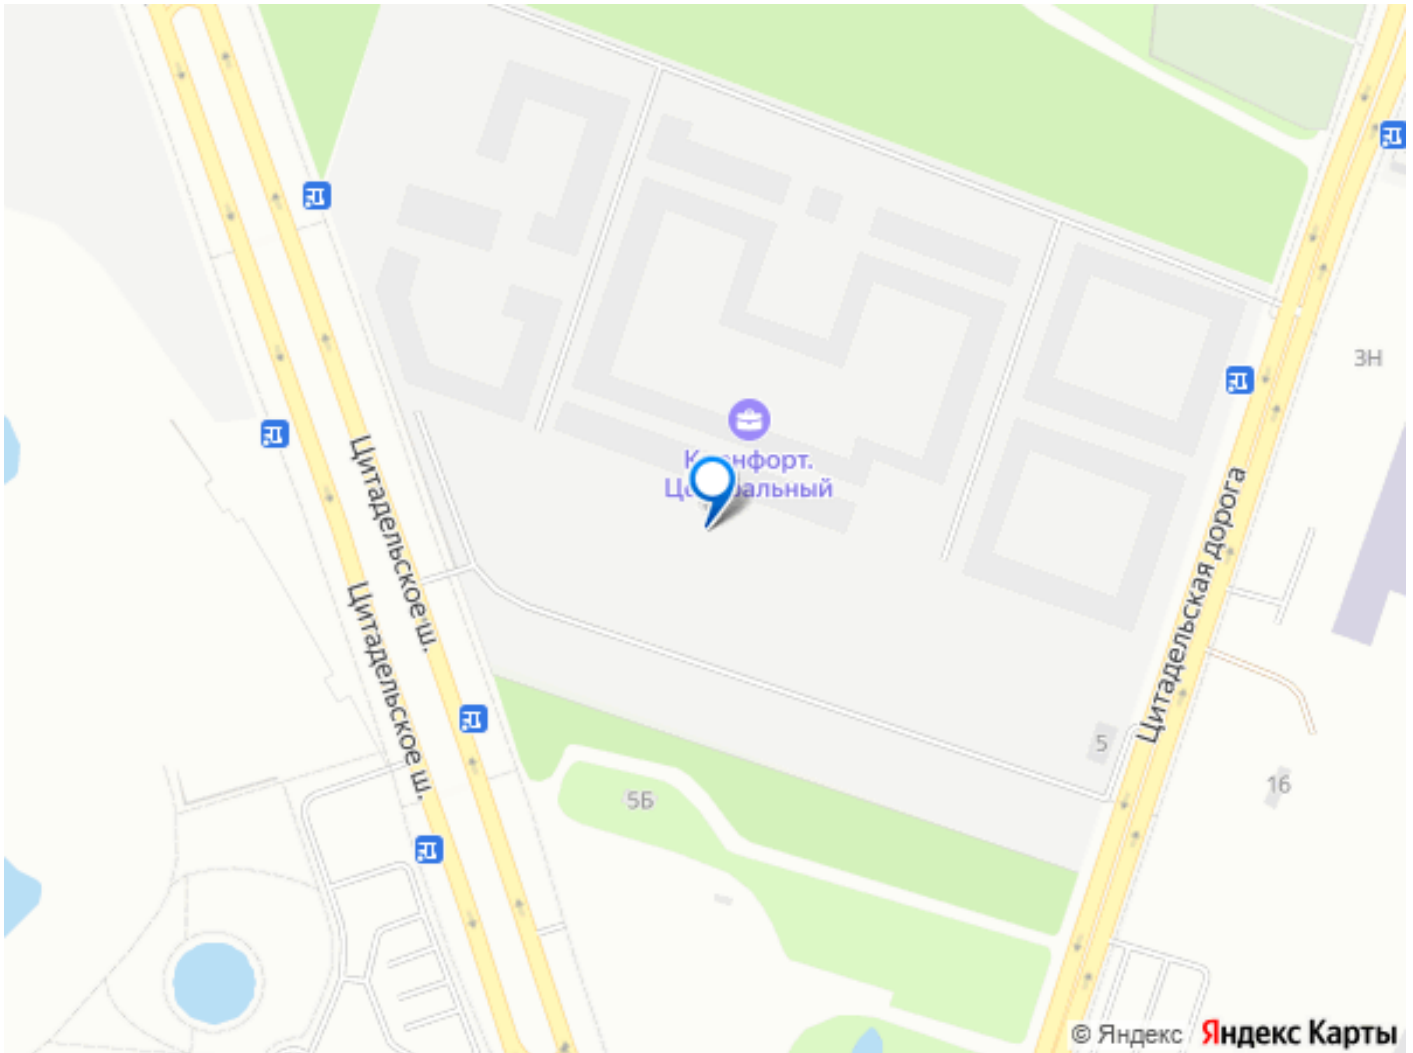 3Н
Цитадельское ш.
Цитадельское ш.
Цитадельская дорога
5
16
5Б
© Яндекс Яндекс Карты